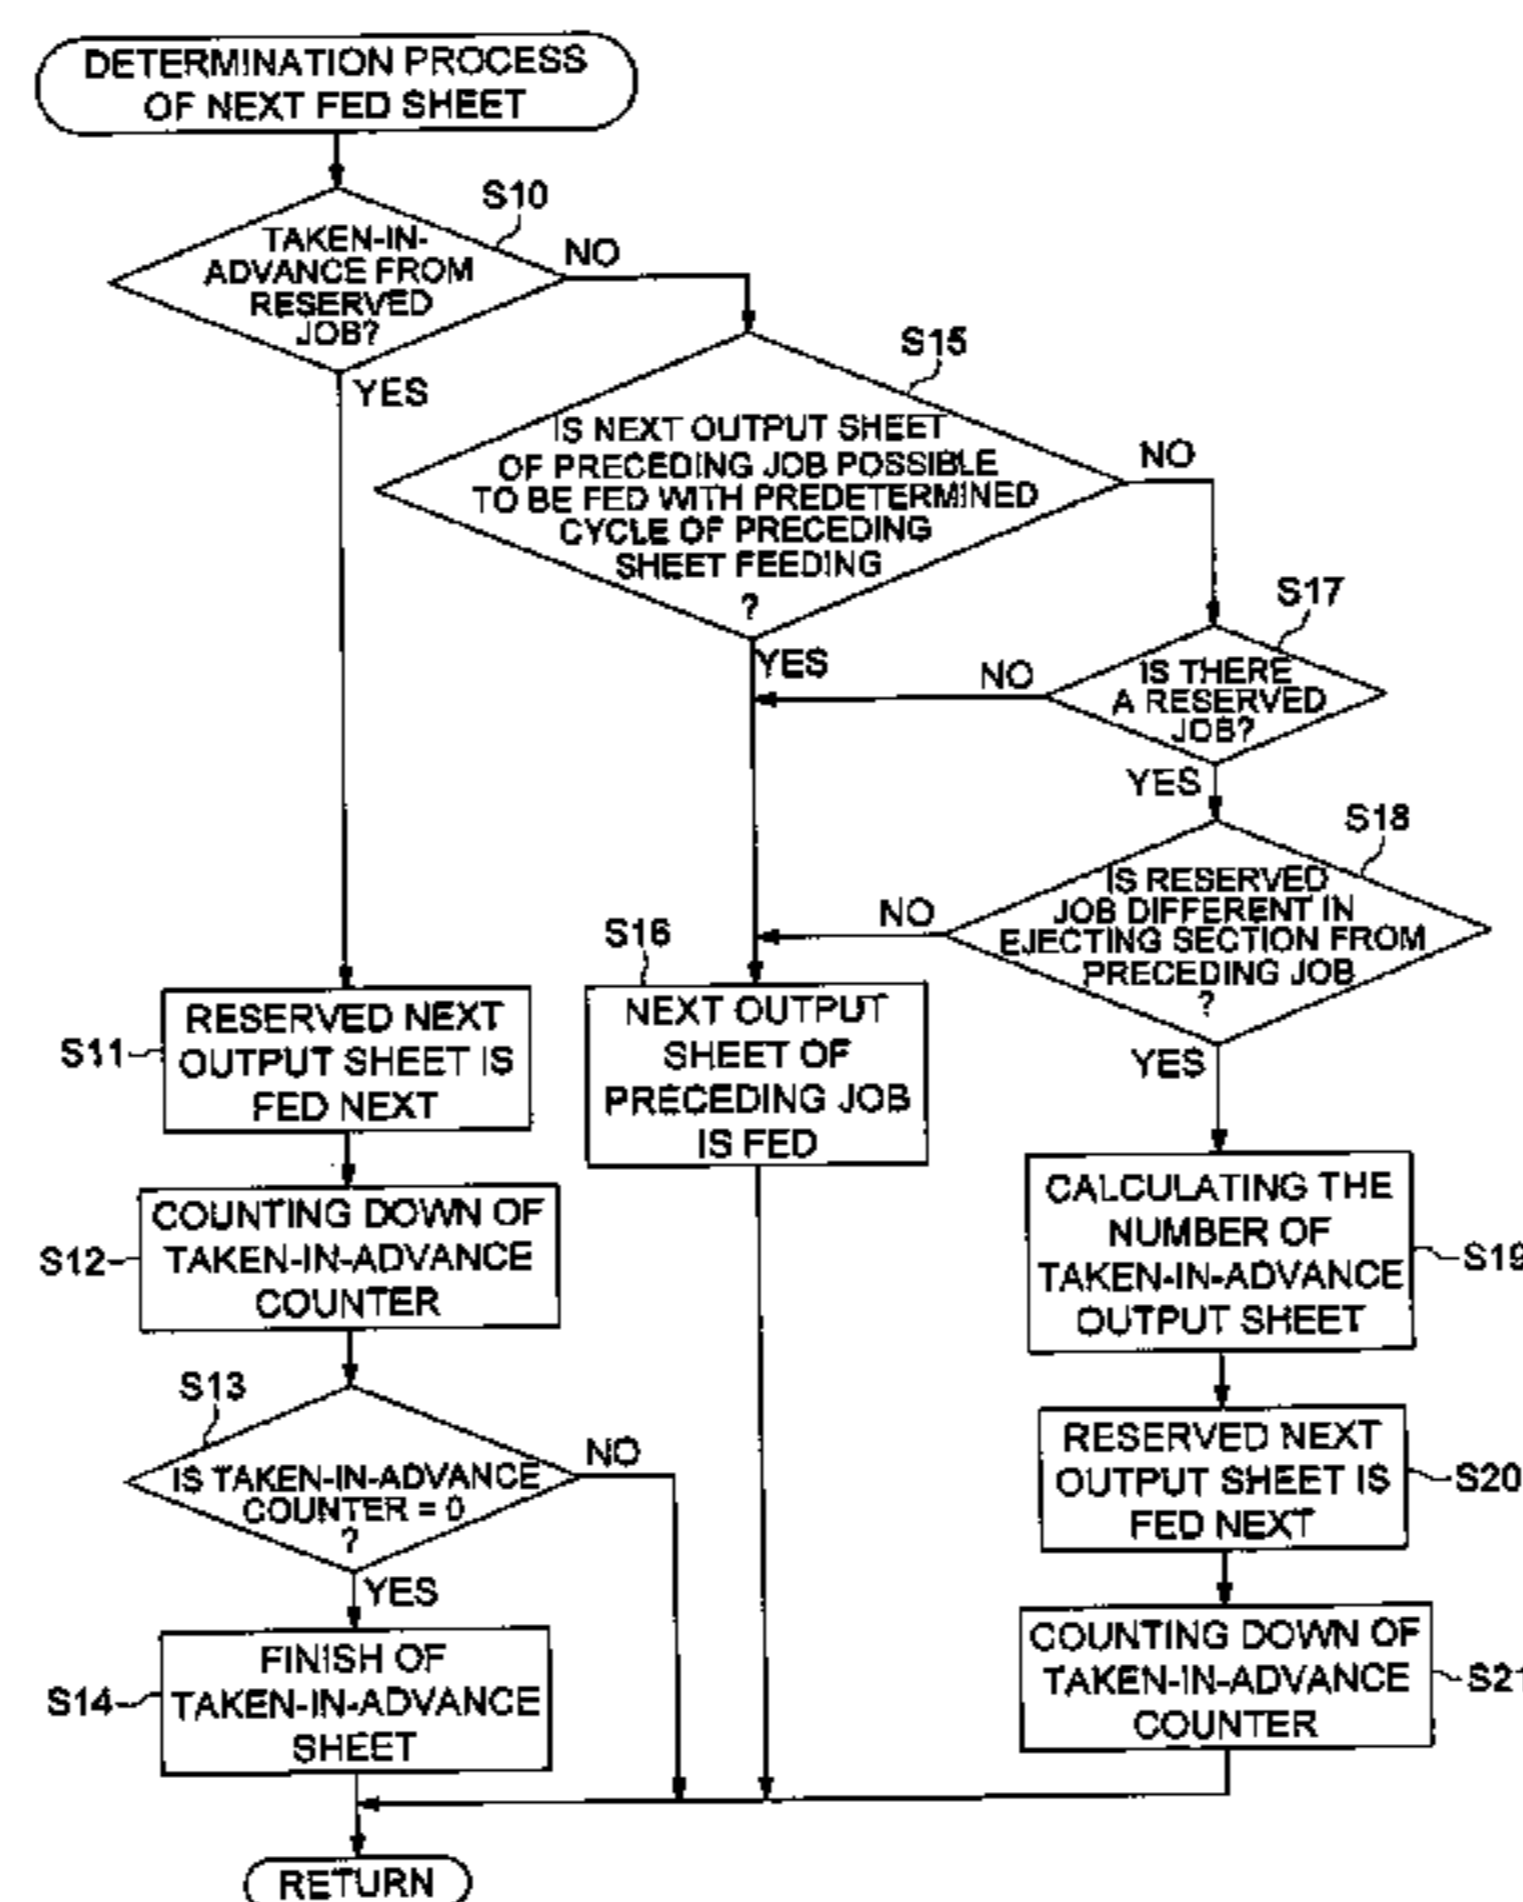 DETERMINATION PROCESS
OF NEXT FED SHEET
S10
TAKEN-IN-
ADVANCE FROM
RESERVED
JOB?
NO
YES
S15
IS NEXT OUTPUT SHEET
OF PRECEDING JOB POSSIBLE
TO BE FED WITH PREDETERMINED
CYCLE OF PRECEDING
SHEET FEEDING
?
NO
YES
S17
IS THERE
A RESERVED
JOB?
NO
YES
S18
IS RESERVED
JOB DIFFERENT IN
EJECTING SECTION FROM
PRECEDING JOB
?
NO
YES
S11
RESERVED NEXT
OUTPUT SHEET IS
FED NEXT
S16
NEXT OUTPUT
SHEET OF
PRECEDING JOB
IS FED
S12
COUNTING DOWN OF
TAKEN-IN-ADVANCE
COUNTER
CALCULATING THE
NUMBER OF
TAKEN-IN-ADVANCE
OUTPUT SHEET
S19
S13
IS TAKEN-IN-ADVANCE
COUNTER = 0
?
NO
YES
RESERVED NEXT
OUTPUT SHEET IS
FED NEXT
S20
S14
FINISH OF
TAKEN-IN-ADVANCE
SHEET
COUNTING DOWN OF
TAKEN-IN-ADVANCE
COUNTER
S21
RETURN